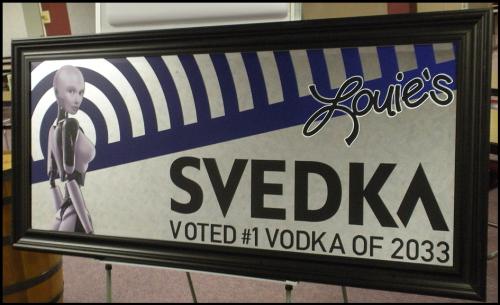 Louie's
SVEDKA
VOTED #1 VODKA OF 2033